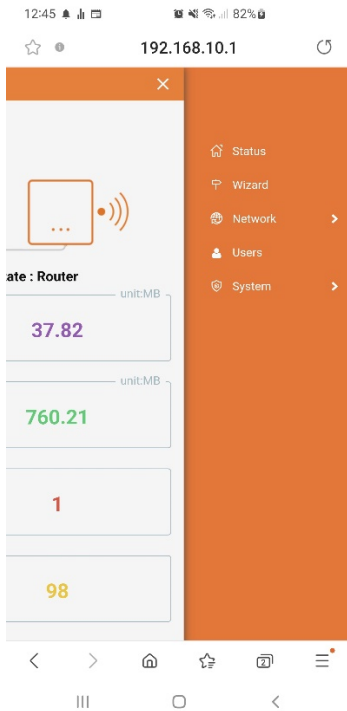 12:45
82%
192.168.10.1
Status
Wizard
Network
Users
System
ate : Router
unit:MB
37.82
unit:MB
760.21
1
98
2